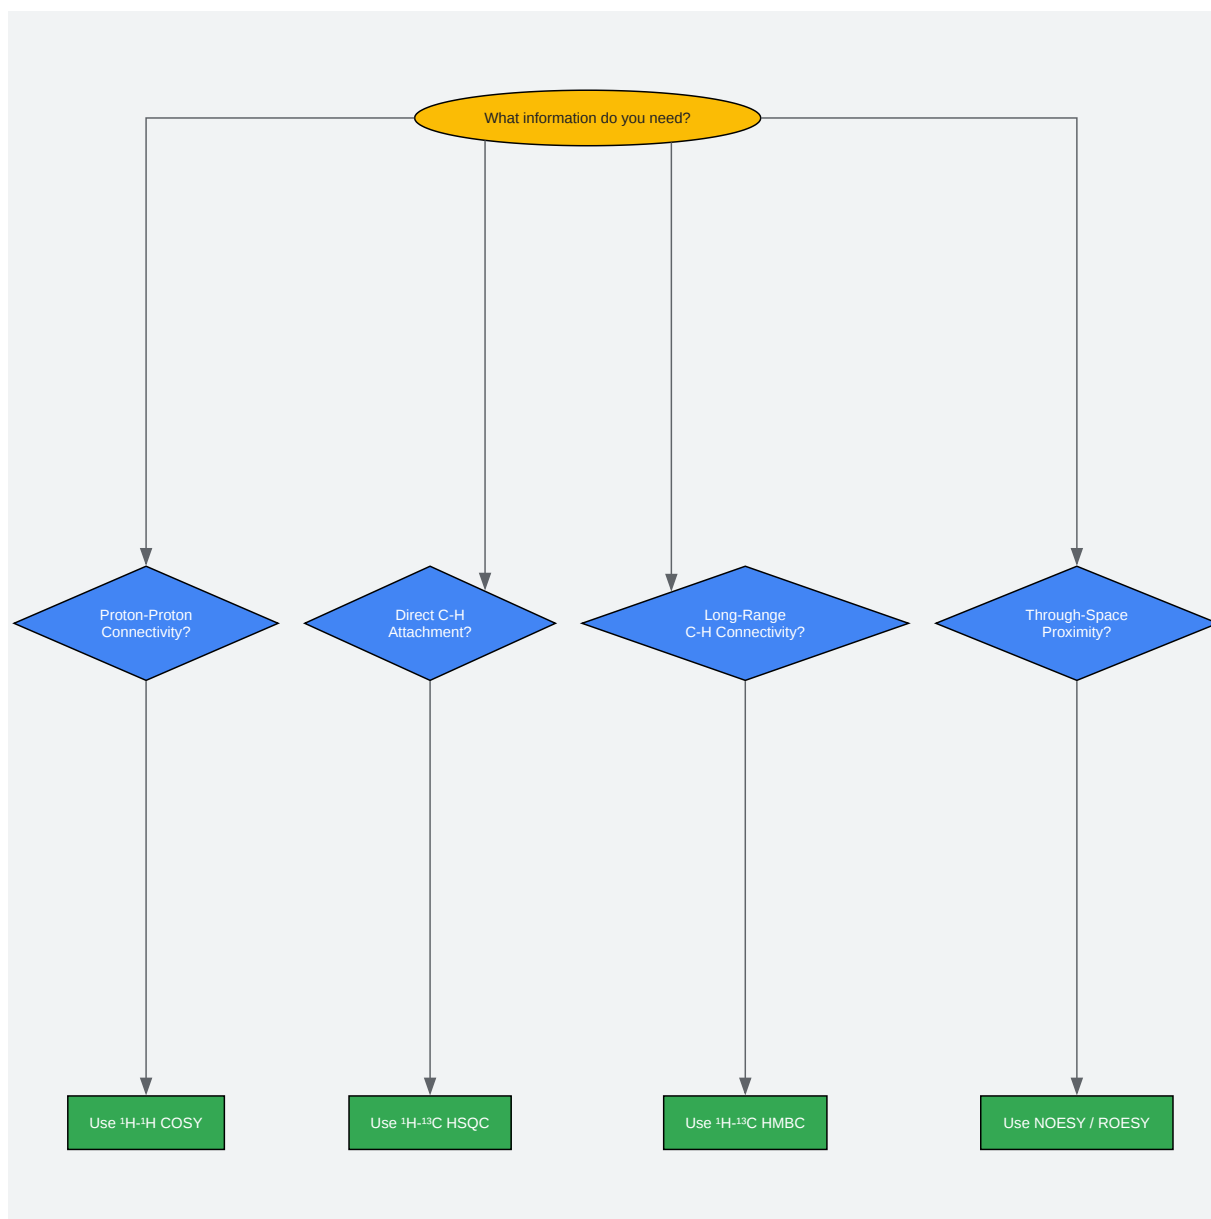 What information do you need?
Proton-Proton
Connectivity?
Direct C-H
Attachment?
Long-Range
C-H Connectivity?
Through-Space
Proximity?
Use ¹H-¹H COSY
Use ¹H-¹³C HSQC
Use ¹H-¹³C HMBC
Use NOESY / ROESY